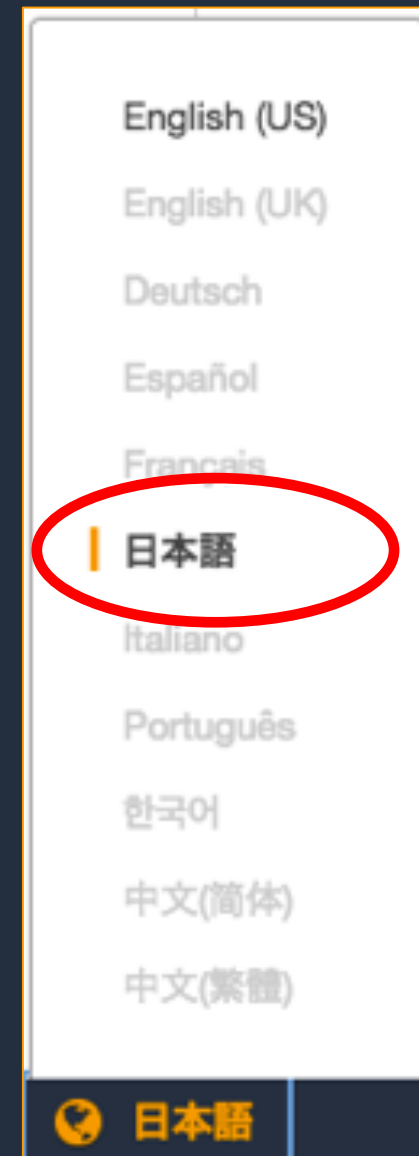 English (US)
English (UK)
Deutsch
Español
Français
日本語
Italiano
Português
한국어
中文(简体)
中文(繁體)
日本語